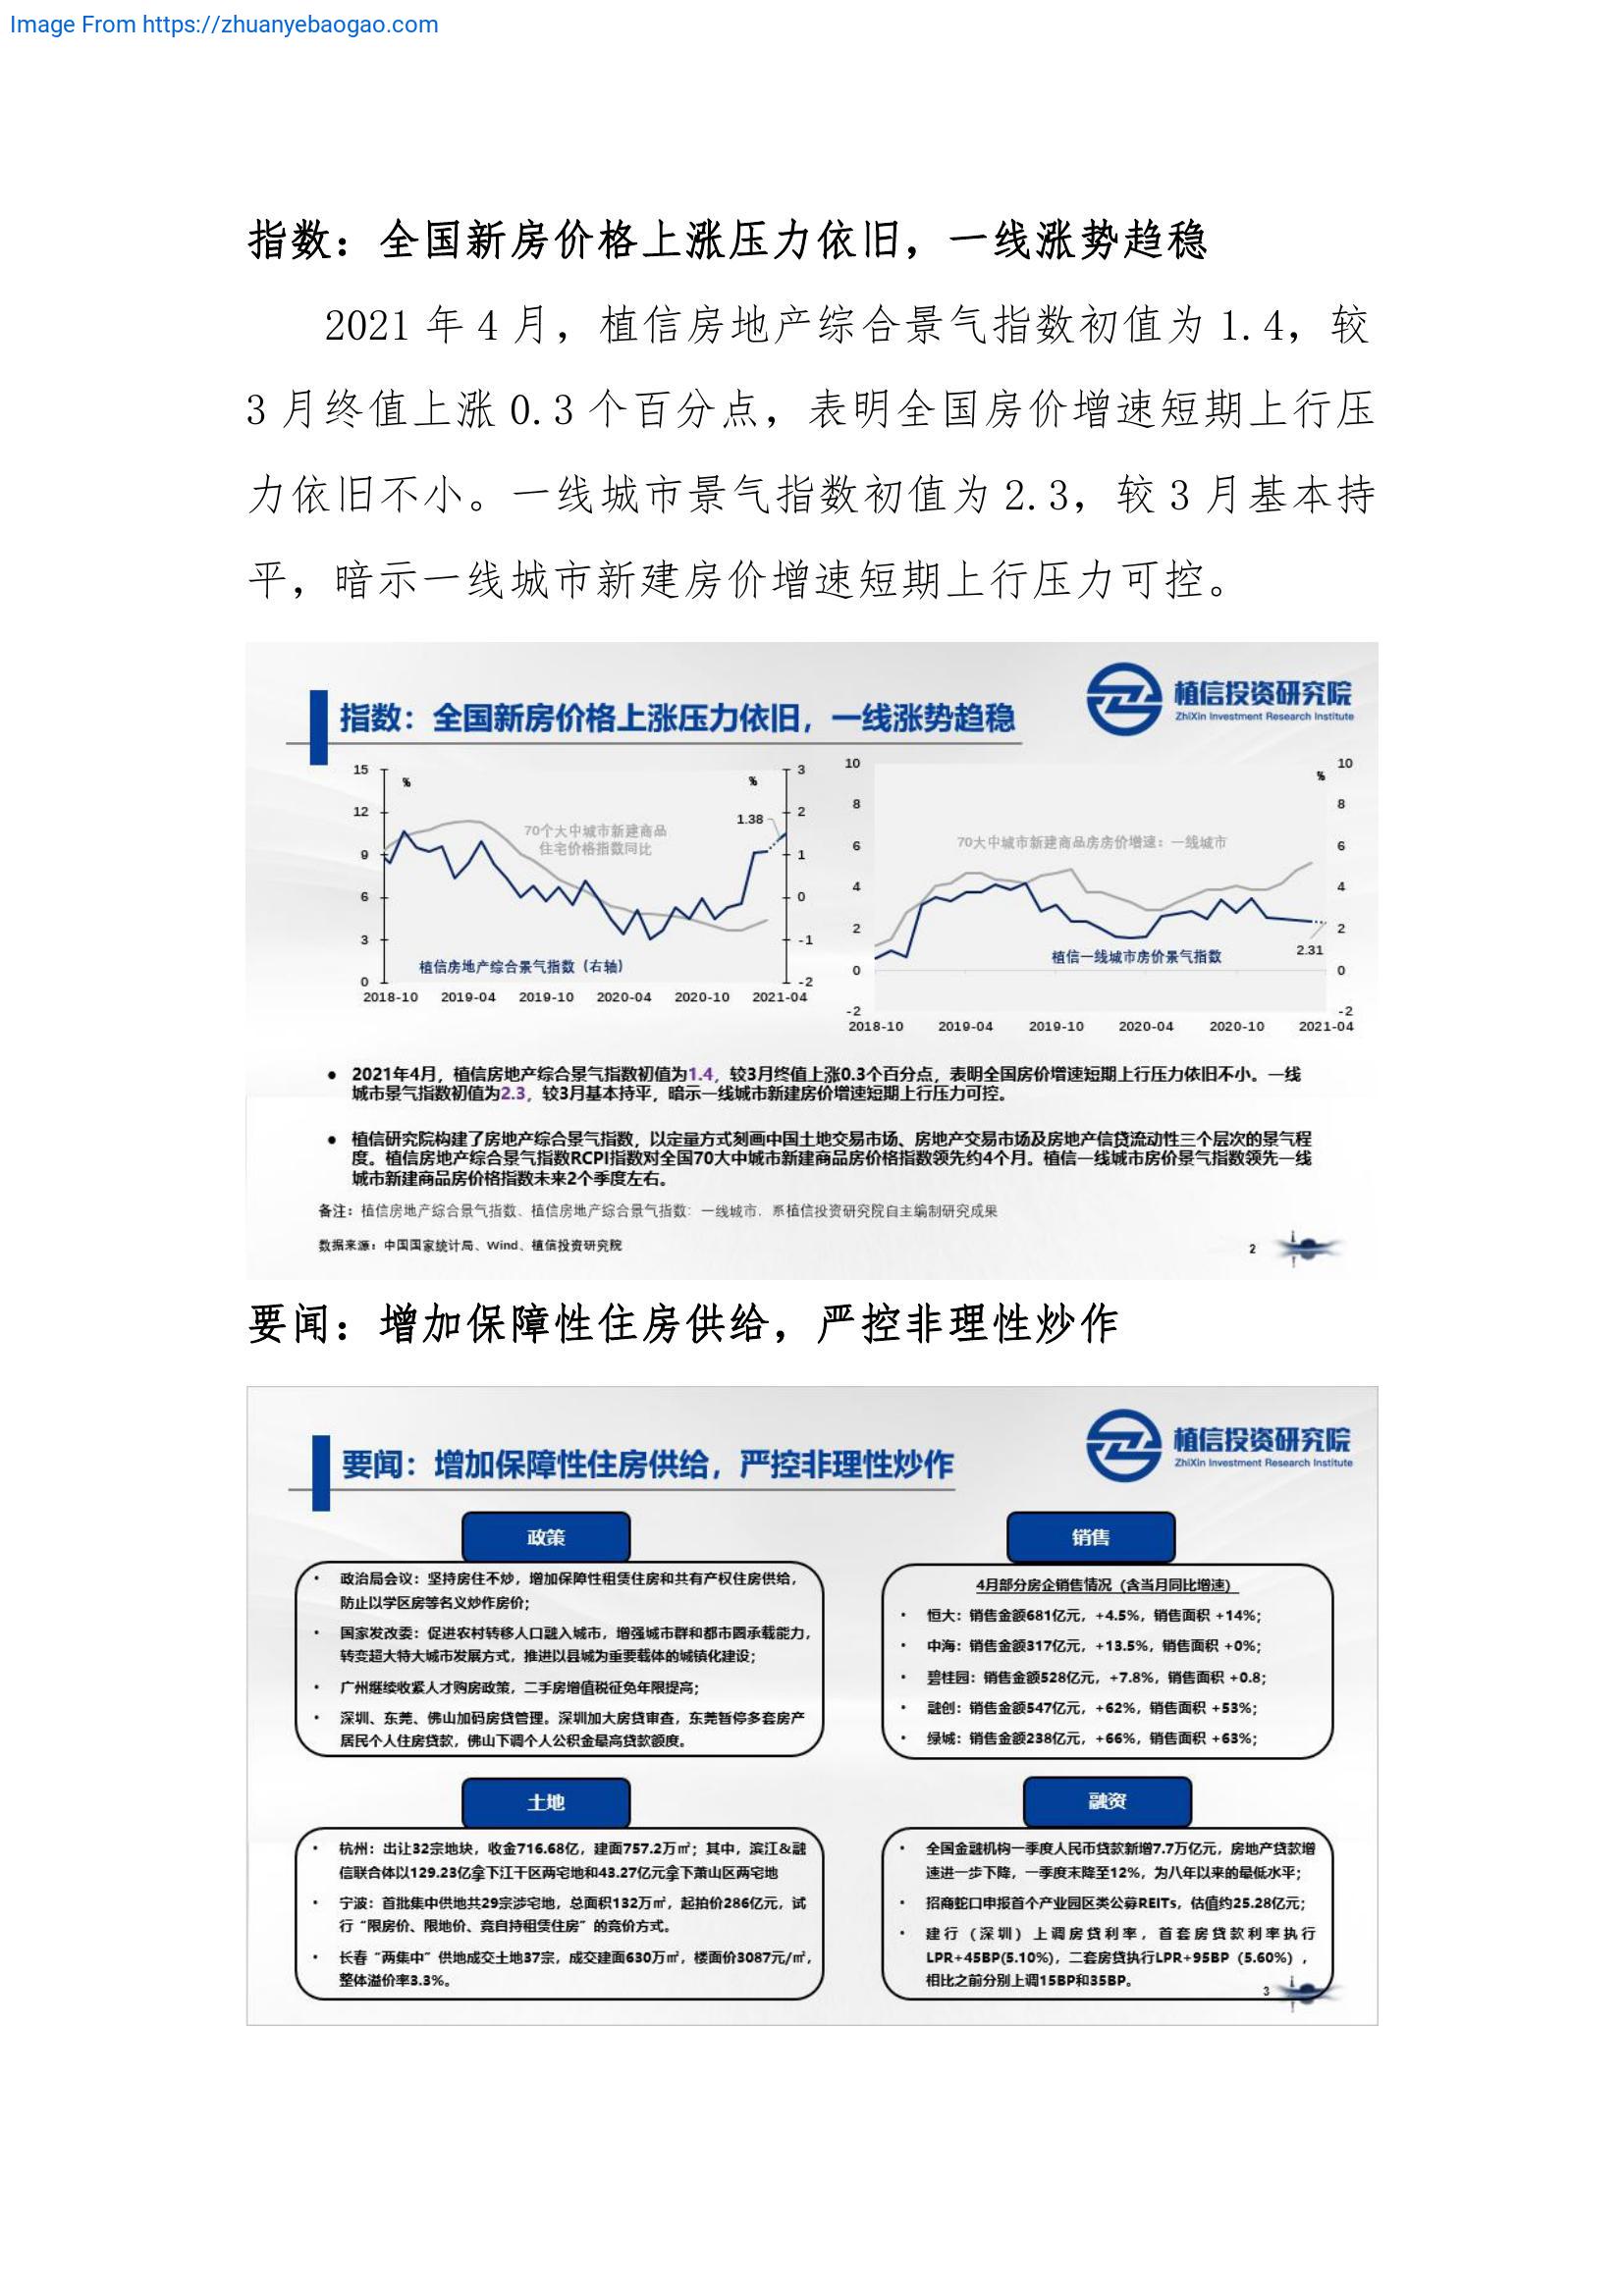 Image From https://zhuanyebaogao.com
指数：全国新房价格上涨压力依旧，一线涨势趋稳
2021 年 4 月，植信房地产综合景气指数初值为 1.4，较
3 月终值上涨 0.3 个百分点，表明全国房价增速短期上行压
力依旧不小。一线城市景气指数初值为 2.3，较 3 月基本持
平，暗示一线城市新建房价增速短期上行压力可控。
植信投资研究院
ZhiXin Investment Research Institute
指数：全国新房价格上涨压力依旧，一线涨势趋稳
15
12
9
6
3
0
%
%
3
2
1
0
-1
-2
1.38
70个大中城市新建商品
住宅价格指数同比
植信房地产综合景气指数（右轴）
2018-10 2019-04 2019-10 2020-04 2020-10 2021-04
10
8
6
4
2
0
-2
%
10
8
6
4
2
0
-2
70大中城市新建商品房房价增速：一线城市
植信一线城市房价景气指数
2.31
2018-10 2019-04 2019-10 2020-04 2020-10 2021-04
● 2021年4月，植信房地产综合景气指数初值为1.4，较3月终值上涨0.3个百分点，表明全国房价增速短期上行压力依旧不小。一线
城市景气指数初值为2.3，较3月基本持平，暗示一线城市新建房价增速短期上行压力可控。
● 植信研究院构建了房地产综合景气指数，以定量方式刻画中国土地交易市场、房地产交易市场及房地产信贷流动性三个层次的景气程
度。植信房地产综合景气指数RCPI指数对全国70大中城市新建商品房价格指数领先约4个月。植信一线城市房价景气指数领先一线
城市新建商品房价格指数未来2个季度左右。
备注：植信房地产综合景气指数、植信房地产综合景气指数：一线城市，系植信投资研究院自主编制研究成果
数据来源：中国国家统计局、Wind、植信投资研究院
2
要闻：增加保障性住房供给，严控非理性炒作
植信投资研究院
ZhiXin Investment Research Institute
要闻：增加保障性住房供给，严控非理性炒作
政策
• 政治局会议：坚持房住不炒，增加保障性租赁住房和共有产权住房供给，
防止以学区房等名义炒作房价；
• 国家发改委：促进农村转移人口融入城市，增强城市群和都市圈承载能力，
转变超大特大城市发展方式，推进以县城为重要载体的城镇化建设；
• 广州继续收紧人才购房政策，二手房增值税征免年限提高；
• 深圳、东莞、佛山加码房贷管理。深圳加大房贷审查，东莞暂停多套房产
居民个人住房贷款，佛山下调个人公积金最高贷款额度。
销售
4月部分房企销售情况（含当月同比增速）
• 恒大：销售金额681亿元，+4.5%，销售面积 +14%；
• 中海：销售金额317亿元，+13.5%，销售面积 +0%；
• 碧桂园：销售金额528亿元，+7.8%，销售面积 +0.8；
• 融创：销售金额547亿元，+62%，销售面积 +53%；
• 绿城：销售金额238亿元，+66%，销售面积 +63%；
土地
• 杭州：出让32宗地块，收金716.68亿，建面757.2万㎡；其中，滨江&融
信联合体以129.23亿拿下江干区两宅地和43.27亿元拿下萧山区两宅地
• 宁波：首批集中供地共29宗涉宅地，总面积132万㎡，起拍价286亿元，试
行“限房价、限地价、竞自持租赁住房”的竞价方式。
• 长春“两集中”供地成交土地37宗，成交建面630万㎡，楼面价3087元/㎡，
整体溢价率3.3%。
融资
• 全国金融机构一季度人民币贷款新增7.7万亿元，房地产贷款增
速进一步下降，一季度末降至12%，为八年以来的最低水平；
• 招商蛇口申报首个产业园区类公募REITs，估值约25.28亿元；
• 建行（深圳）上调房贷利率，首套房贷款利率执行
LPR+45BP(5.10%)，二套房贷执行LPR+95BP（5.60%），
相比之前分别上调15BP和35BP。
3